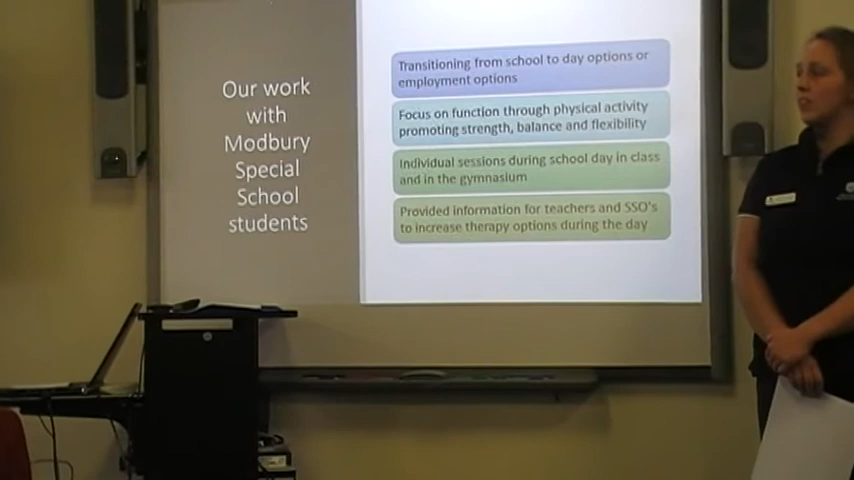 Our work
with
Modbury
Special
School
students
Transitioning from school to day options or
employment options
Focus on function through physical activity
promoting strength, balance and flexibility
Individual sessions during school day in class
and in the gymnasium
Provided information for teachers and SSO's
to increase therapy options during the day